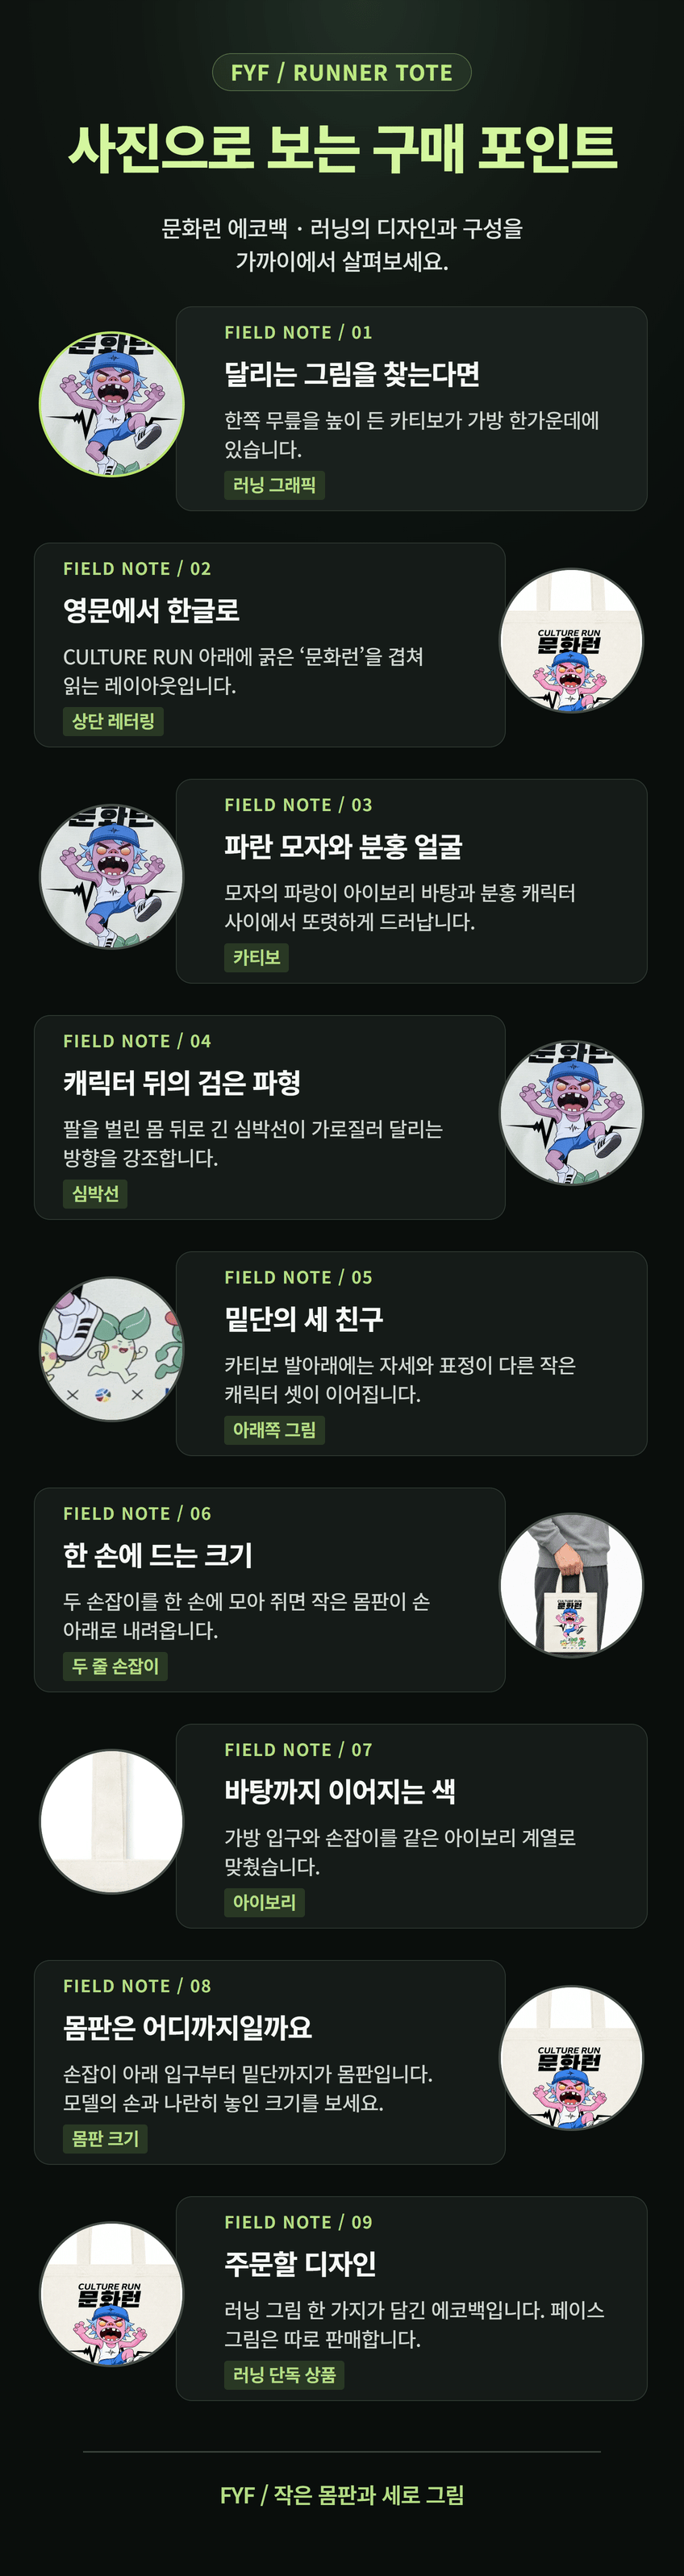 FYF / RUNNER TOTE
사진으로 보는 구매 포인트
문화런 에코백 · 러닝의 디자인과 구성을
가까이에서 살펴보세요.
문화런
FIELD NOTE / 01
달리는 그림을 찾는다면
한쪽 무릎을 높이 든 카티보가 가방 한가운데에
있습니다.
러닝 그래픽
FIELD NOTE / 02
영문에서 한글로
CULTURE RUN 아래에 굵은 ‘문화런’을 겹쳐
읽는 레이아웃입니다.
상단 레터링
CULTURE RUN
문화런
문화런
FIELD NOTE / 03
파란 모자와 분홍 얼굴
모자의 파랑이 아이보리 바탕과 분홍 캐릭터
사이에서 또렷하게 드러납니다.
카티보
FIELD NOTE / 04
캐릭터 뒤의 검은 파형
팔을 벌린 몸 뒤로 긴 심박선이 가로질러 달리는
방향을 강조합니다.
심박선
문화런
FIELD NOTE / 05
밑단의 세 친구
카티보 발아래에는 자세와 표정이 다른 작은
캐릭터 셋이 이어집니다.
아래쪽 그림
FIELD NOTE / 06
한 손에 드는 크기
두 손잡이를 한 손에 모아 쥐면 작은 몸판이 손
아래로 내려옵니다.
두 줄 손잡이
CULTURE RUN
문화런
FIELD NOTE / 07
바탕까지 이어지는 색
가방 입구와 손잡이를 같은 아이보리 계열로
맞췄습니다.
아이보리
FIELD NOTE / 08
몸판은 어디까지일까요
손잡이 아래 입구부터 밑단까지가 몸판입니다.
모델의 손과 나란히 놓인 크기를 보세요.
몸판 크기
CULTURE RUN
문화런
CULTURE RUN
문화런
FIELD NOTE / 09
주문할 디자인
러닝 그림 한 가지가 담긴 에코백입니다. 페이스
그림은 따로 판매합니다.
러닝 단독 상품
FYF / 작은 몸판과 세로 그림